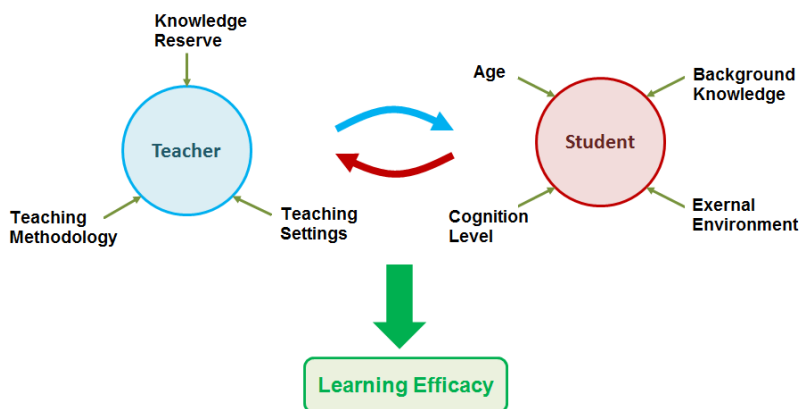 Knowledge
Reserve
Teacher
Teaching
Methodology
Teaching
Settings
Age
Background
Knowledge
Student
Cognition
Level
Exernal
Environment
Learning Efficacy